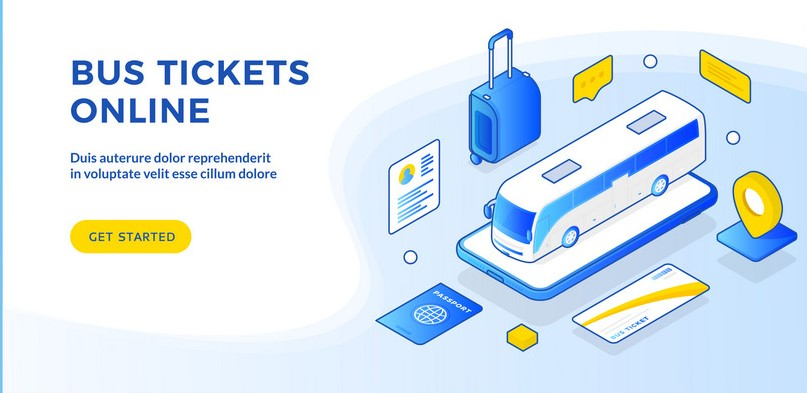 BUS TICKETS
ONLINE
Duis auterure dolor reprehenderit
in voluptate velit esse cillum dolore
GET STARTED
PASSPORT
BUS TICKET